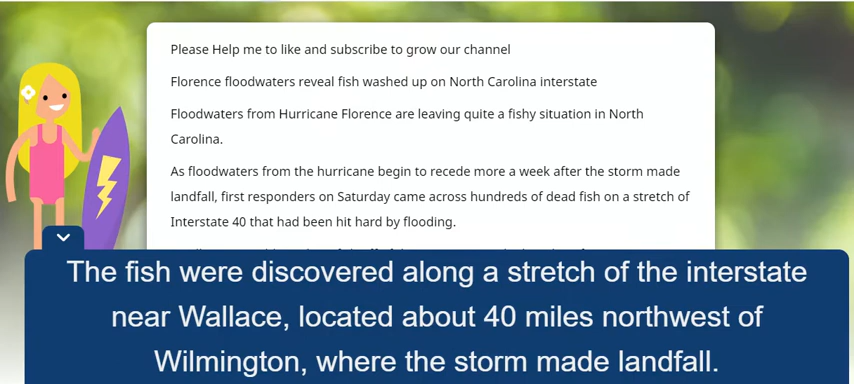 Please Help me to like and subscribe to grow our channel
Florence floodwaters reveal fish washed up on North Carolina interstate
Floodwaters from Hurricane Florence are leaving quite a fishy situation in North
Carolina.
As floodwaters from the hurricane begin to recede more a week after the storm made
landfall, first responders on Saturday came across hundreds of dead fish on a stretch of
Interstate 40 that had been hit hard by flooding.
The fish were discovered along a stretch of the interstate
near Wallace, located about 40 miles northwest of
Wilmington, where the storm made landfall.